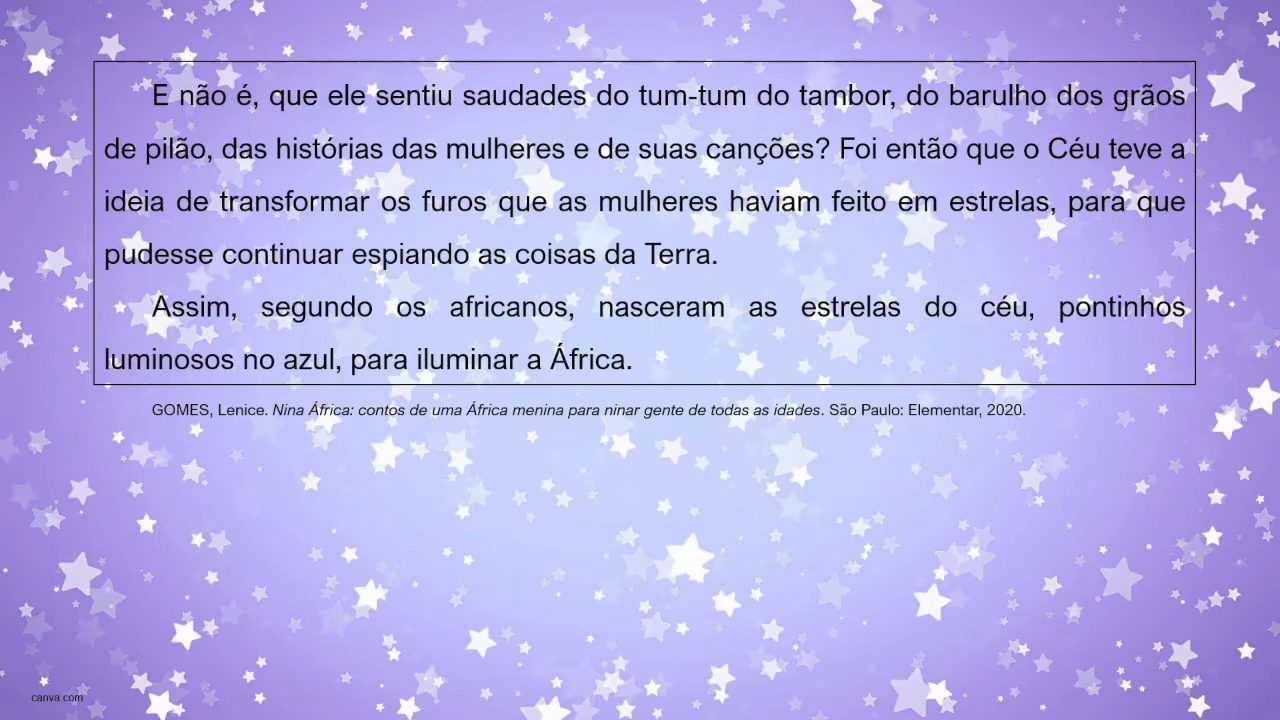 E não é, que ele sentiu saudades do tum-tum do tambor, do barulho dos grãos
de pilão, das histórias das mulheres e de suas canções? Foi então que o Céu teve a
ideia de transformar os furos que as mulheres haviam feito em estrelas, para que
pudesse continuar espiando as coisas da Terra.
Assim, segundo os africanos, nasceram as estrelas do céu, pontinhos
luminosos no azul, para iluminar a África.
GOMES, Lenice. Nina África: contos de uma África menina para ninar gente de todas as idades. São Paulo: Elementar, 2020.
canva.com